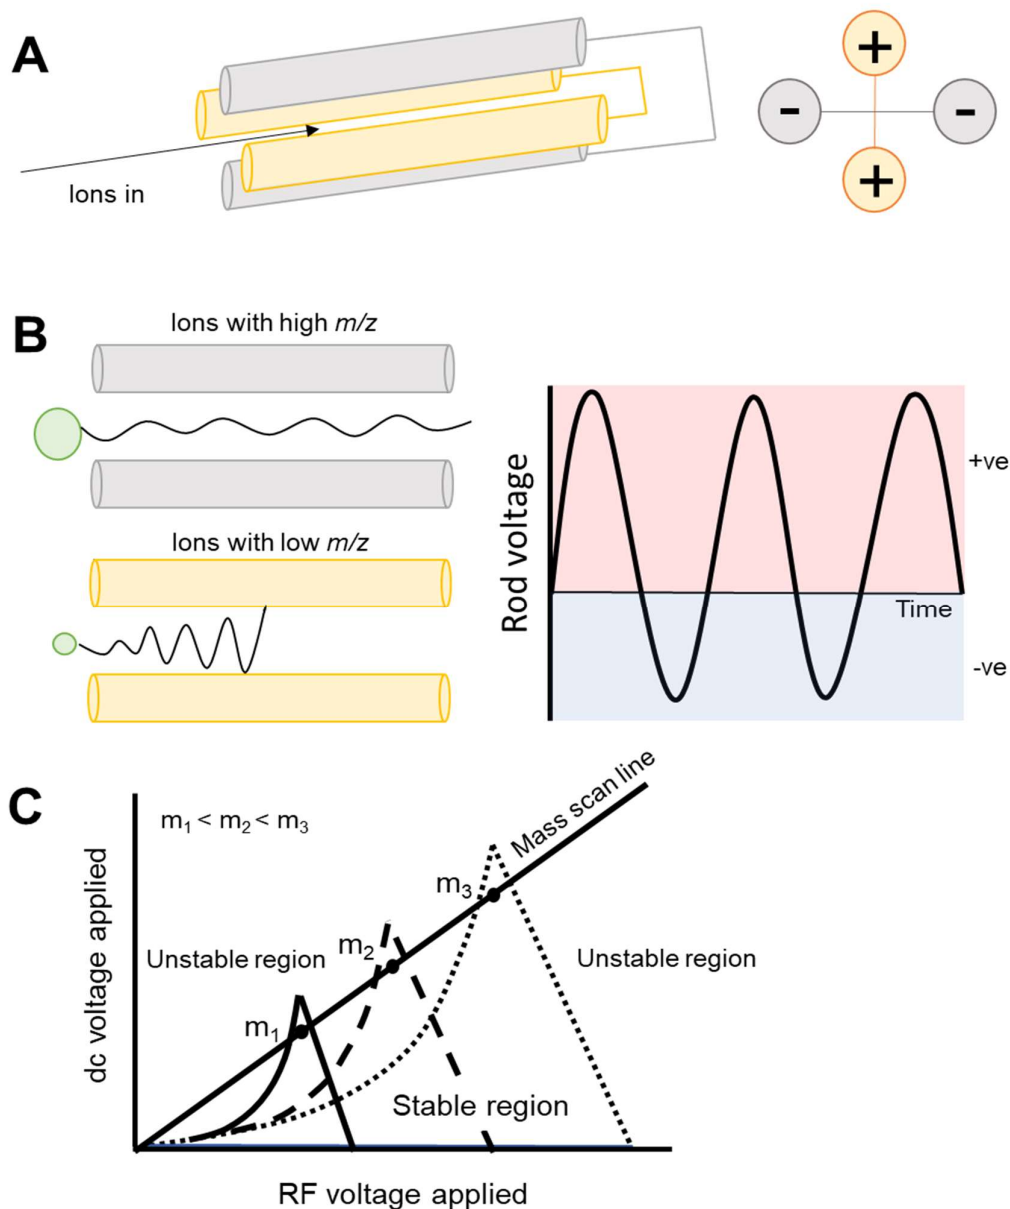 A
+
-
-
+
Ions in
B
Ions with high m/z
Ions with low m/z
Rod voltage
+ve
Time
-ve
C
m₁ < m₂ < m₃
Mass scan line
m₃
m₂
m₁
Unstable region
Unstable region
Stable region
dc voltage applied
RF voltage applied